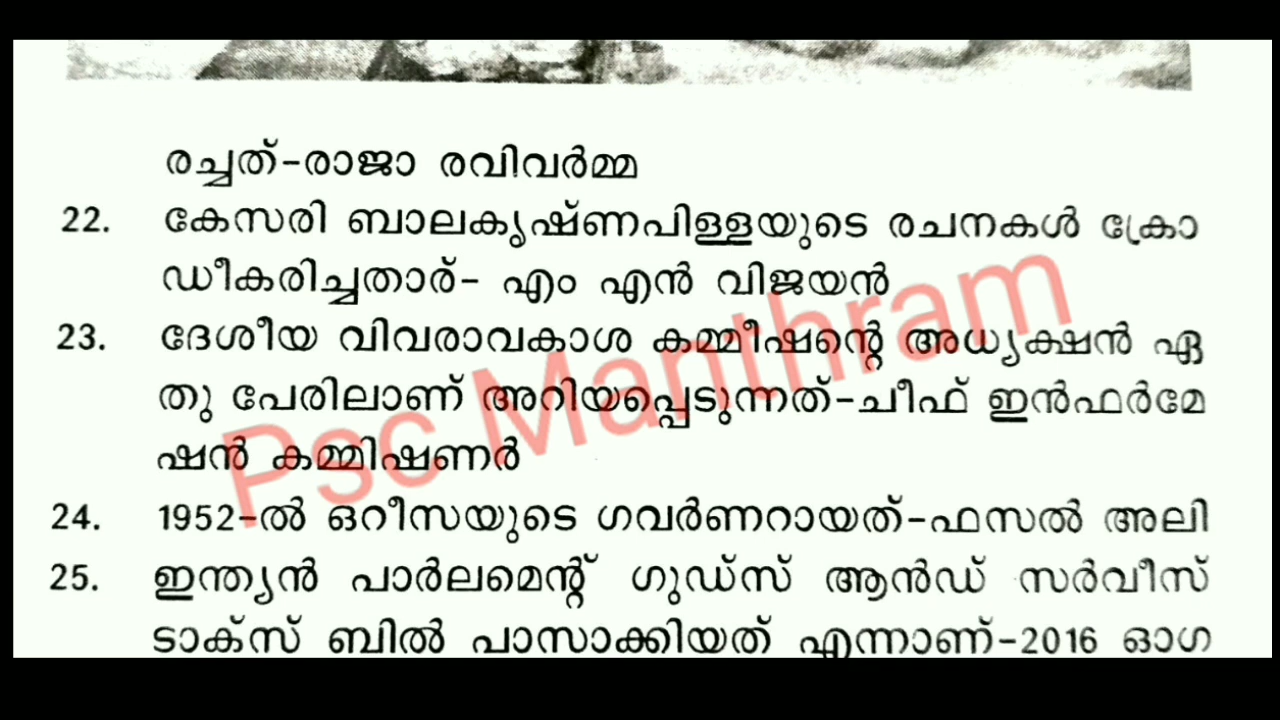 രച്ചത്-രാജാ രവിവർമ്മ
22. കേസരി ബാലകൃഷ്ണപിള്ളയുടെ രചനകൾ ക്രോ
ഡീകരിച്ചതാര്- എം എൻ വിജയൻ
23. ദേശീയ വിവരാവകാശ കമ്മീഷന്റെ അധ്യക്ഷൻ ഏ
തു പേരിലാണ് അറിയപ്പെടുന്നത്-ചീഫ് ഇൻഫർമേ
ഷൻ കമ്മിഷണർ
24. 1952-ൽ ഒറീസയുടെ ഗവർണറായത്-ഫസൽ അലി
25. ഇന്ത്യൻ പാർലമെന്റ് ഗുഡ്സ് ആൻഡ് സർവീസ്
ടാക്സ് ബിൽ പാസാക്കിയത് എന്നാണ്-2016 ഓഗ
Psc Manthram